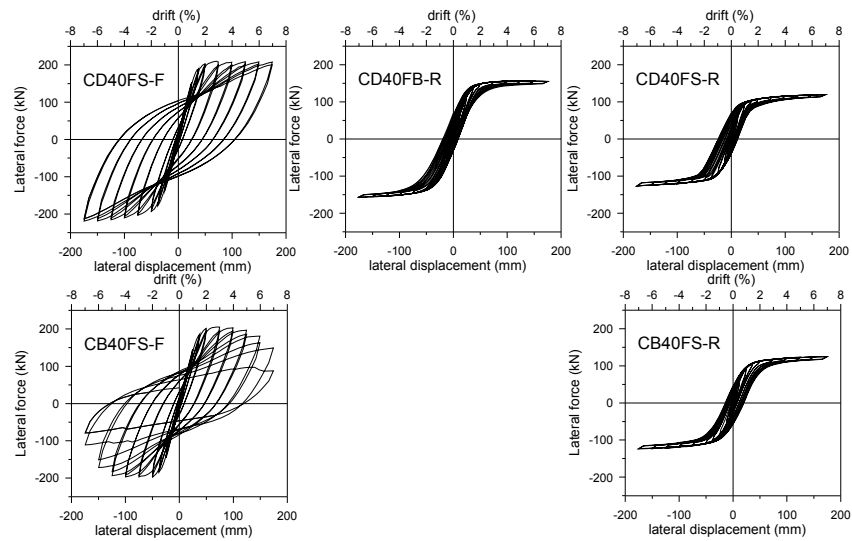 drift (%)
-8 -6 -4 -2 0 2 4 6 8
200
100
0
-100
-200
Lateral force (kN)
CD40FS-F
-200 -100 0 100 200
lateral displacement (mm)
drift (%)
-8 -6 -4 -2 0 2 4 6 8
200
100
0
-100
-200
Lateral force (kN)
CD40FB-R
-200 -100 0 100 200
lateral displacement (mm)
drift (%)
-8 -6 -4 -2 0 2 4 6 8
200
100
0
-100
-200
Lateral force (kN)
CD40FS-R
-200 -100 0 100 200
lateral displacement (mm)
drift (%)
-8 -6 -4 -2 0 2 4 6 8
200
100
0
-100
-200
Lateral force (kN)
CB40FS-F
-200 -100 0 100 200
lateral displacement (mm)
drift (%)
-8 -6 -4 -2 0 2 4 6 8
200
100
0
-100
-200
Lateral force (kN)
CB40FS-R
-200 -100 0 100 200
lateral displacement (mm)